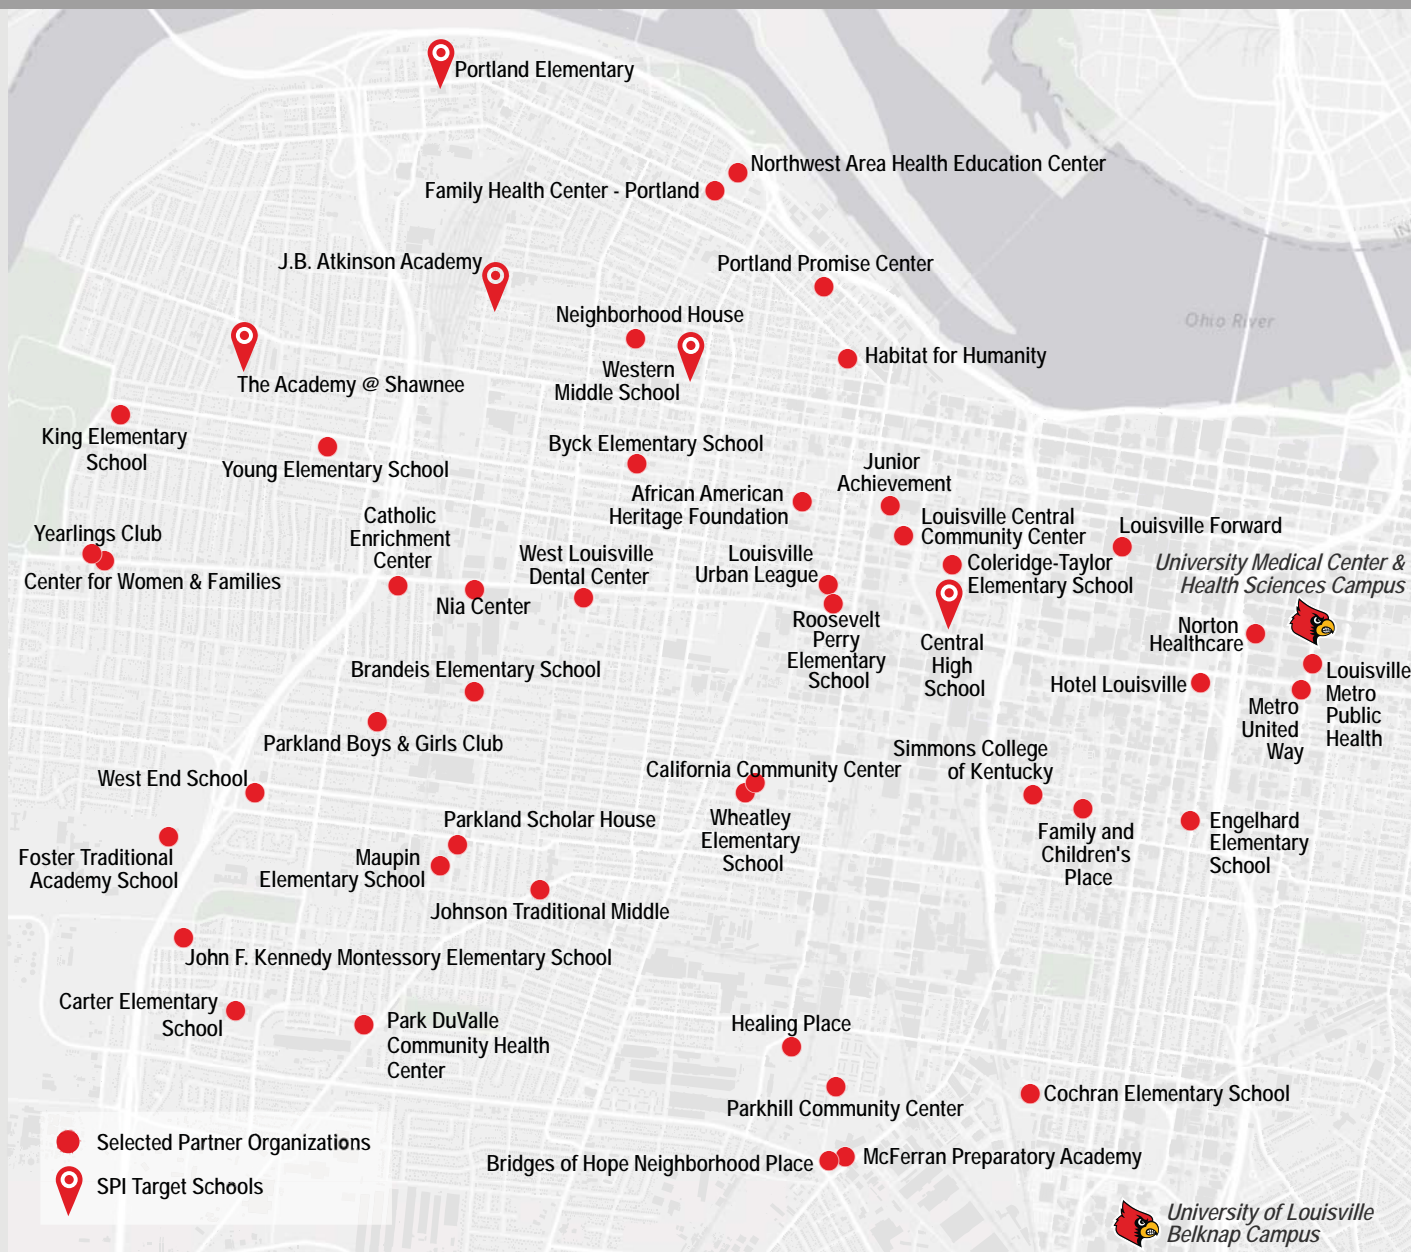 Portland Elementary
Northwest Area Health Education Center
Family Health Center - Portland
J.B. Atkinson Academy
Portland Promise Center
Neighborhood House
Ohio River
Western
Middle School
Habitat for Humanity
The Academy @ Shawnee
King Elementary
School
Young Elementary School
Byck Elementary School
Junior
Achievement
African American
Heritage Foundation
Louisville Central
Community Center
Louisville Forward
Yearlings Club
Center for Women & Families
Catholic
Enrichment
Center
Nia Center
West Louisville
Dental Center
Louisville
Urban League
Coleridge-Taylor
Elementary School
University Medical Center &
Health Sciences Campus
Roosevelt
Perry
Elementary
School
Central
High
School
Norton
Healthcare
Hotel Louisville
Louisville
Metro
Public
Health
Metro
United
Way
Brandeis Elementary School
Parkland Boys & Girls Club
West End School
California Community Center
Wheatley
Elementary
School
Simmons College
of Kentucky
Family and
Children's
Place
Engelhard
Elementary
School
Parkland Scholar House
Foster Traditional
Academy School
Maupin
Elementary School
Johnson Traditional Middle
John F. Kennedy Montessory Elementary School
Carter Elementary
School
Park DuValle
Community Health
Center
Healing Place
Parkhill Community Center
Cochran Elementary School
Bridges of Hope Neighborhood Place
McFerran Preparatory Academy
Selected Partner Organizations
SPI Target Schools
University of Louisville
Belknap Campus